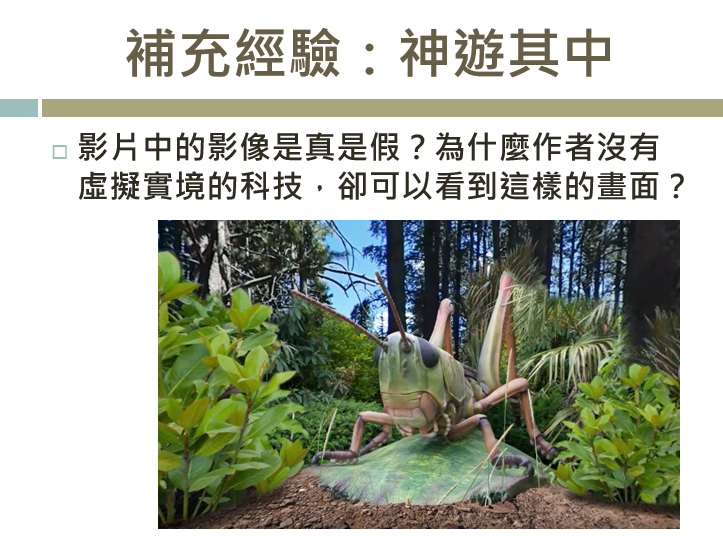 補充經驗：神遊其中
影片中的影像是真是假？為什麼作者沒有
虛擬實境的科技，卻可以看到這樣的畫面？